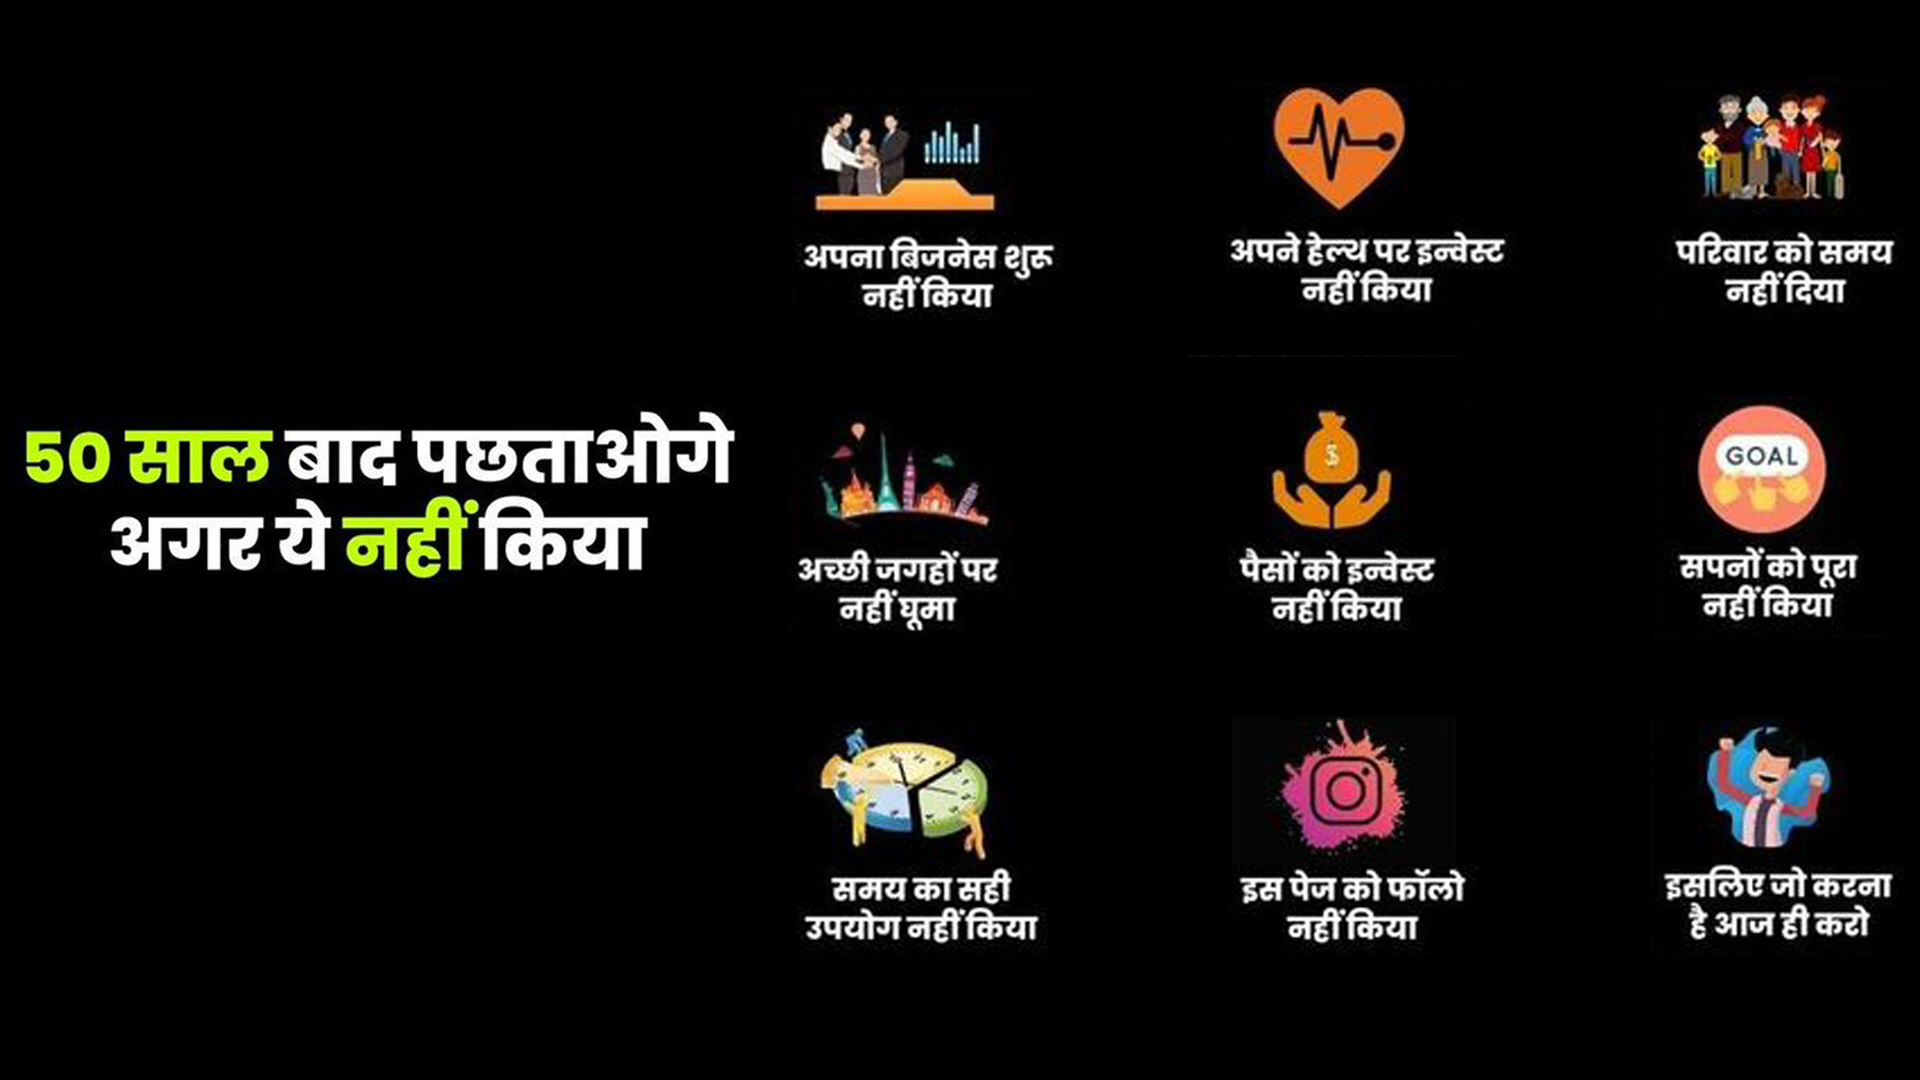 50 साल बाद पछताओगे
अगर ये नहीं किया
अपना बिजनेस शुरू
नहीं किया
अपने हेल्थ पर इन्वेस्ट
नहीं किया
परिवार को समय
नहीं दिया
अच्छी जगहों पर
नहीं घूमा
$
पैसों को इन्वेस्ट
नहीं किया
GOAL
सपनों को पूरा
नहीं किया
समय का सही
उपयोग नहीं किया
इस पेज को फॉलो
नहीं किया
इसलिए जो करना
है आज ही करो